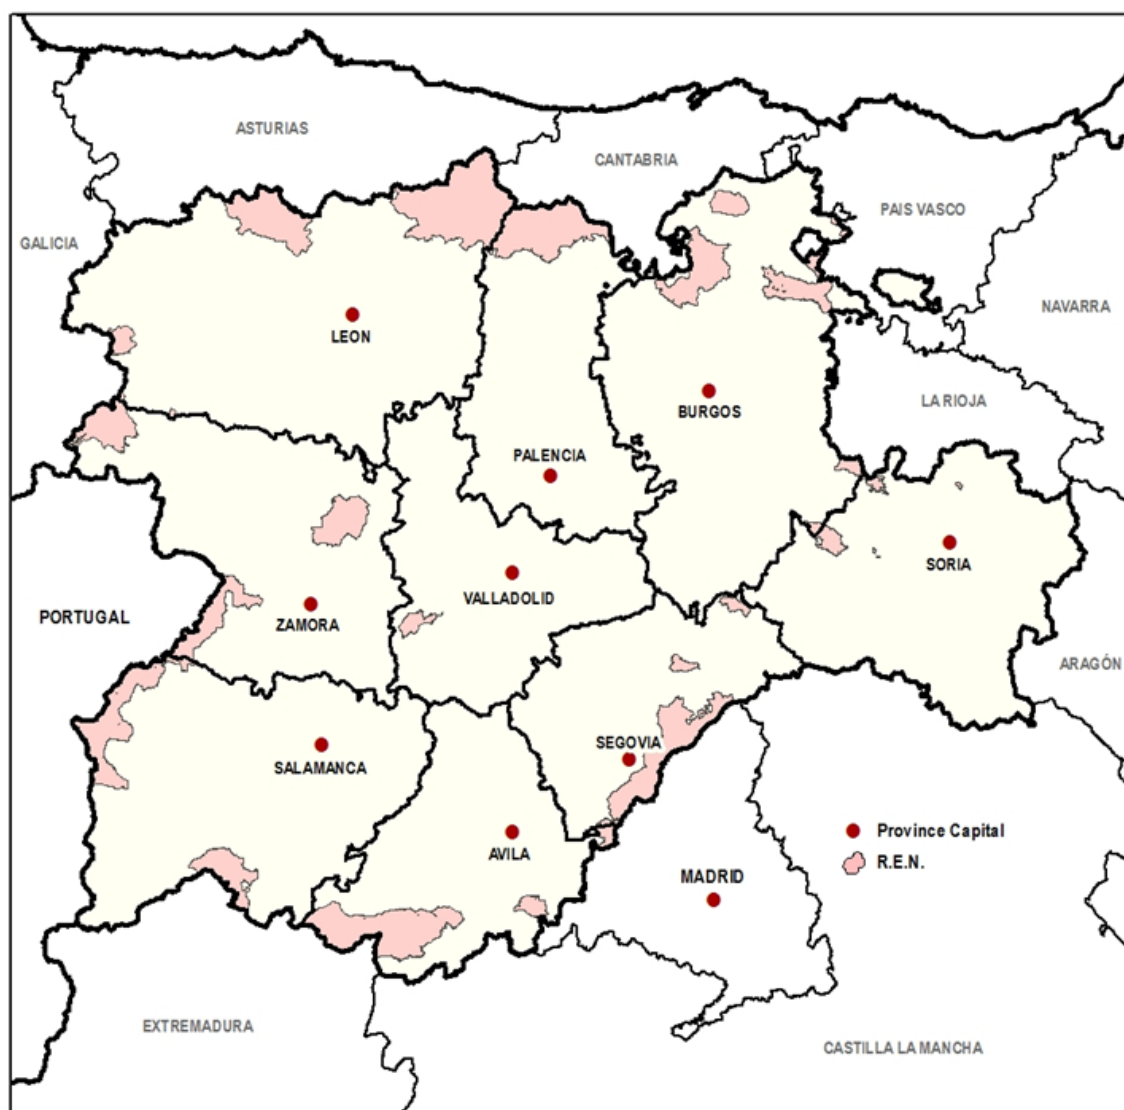 ASTURIAS
CANTABRIA
PAIS VASCO
GALICIA
NAVARRA
LEON
LA RIOJA
BURGOS
PALENCIA
SORIA
VALLADOLID
PORTUGAL
ZAMORA
ARAGÓN
SEGOVIA
SALAMANCA
Province Capital
AVILA
R.E.N.
MADRID
EXTREMADURA
CASTILLA LA MANCHA